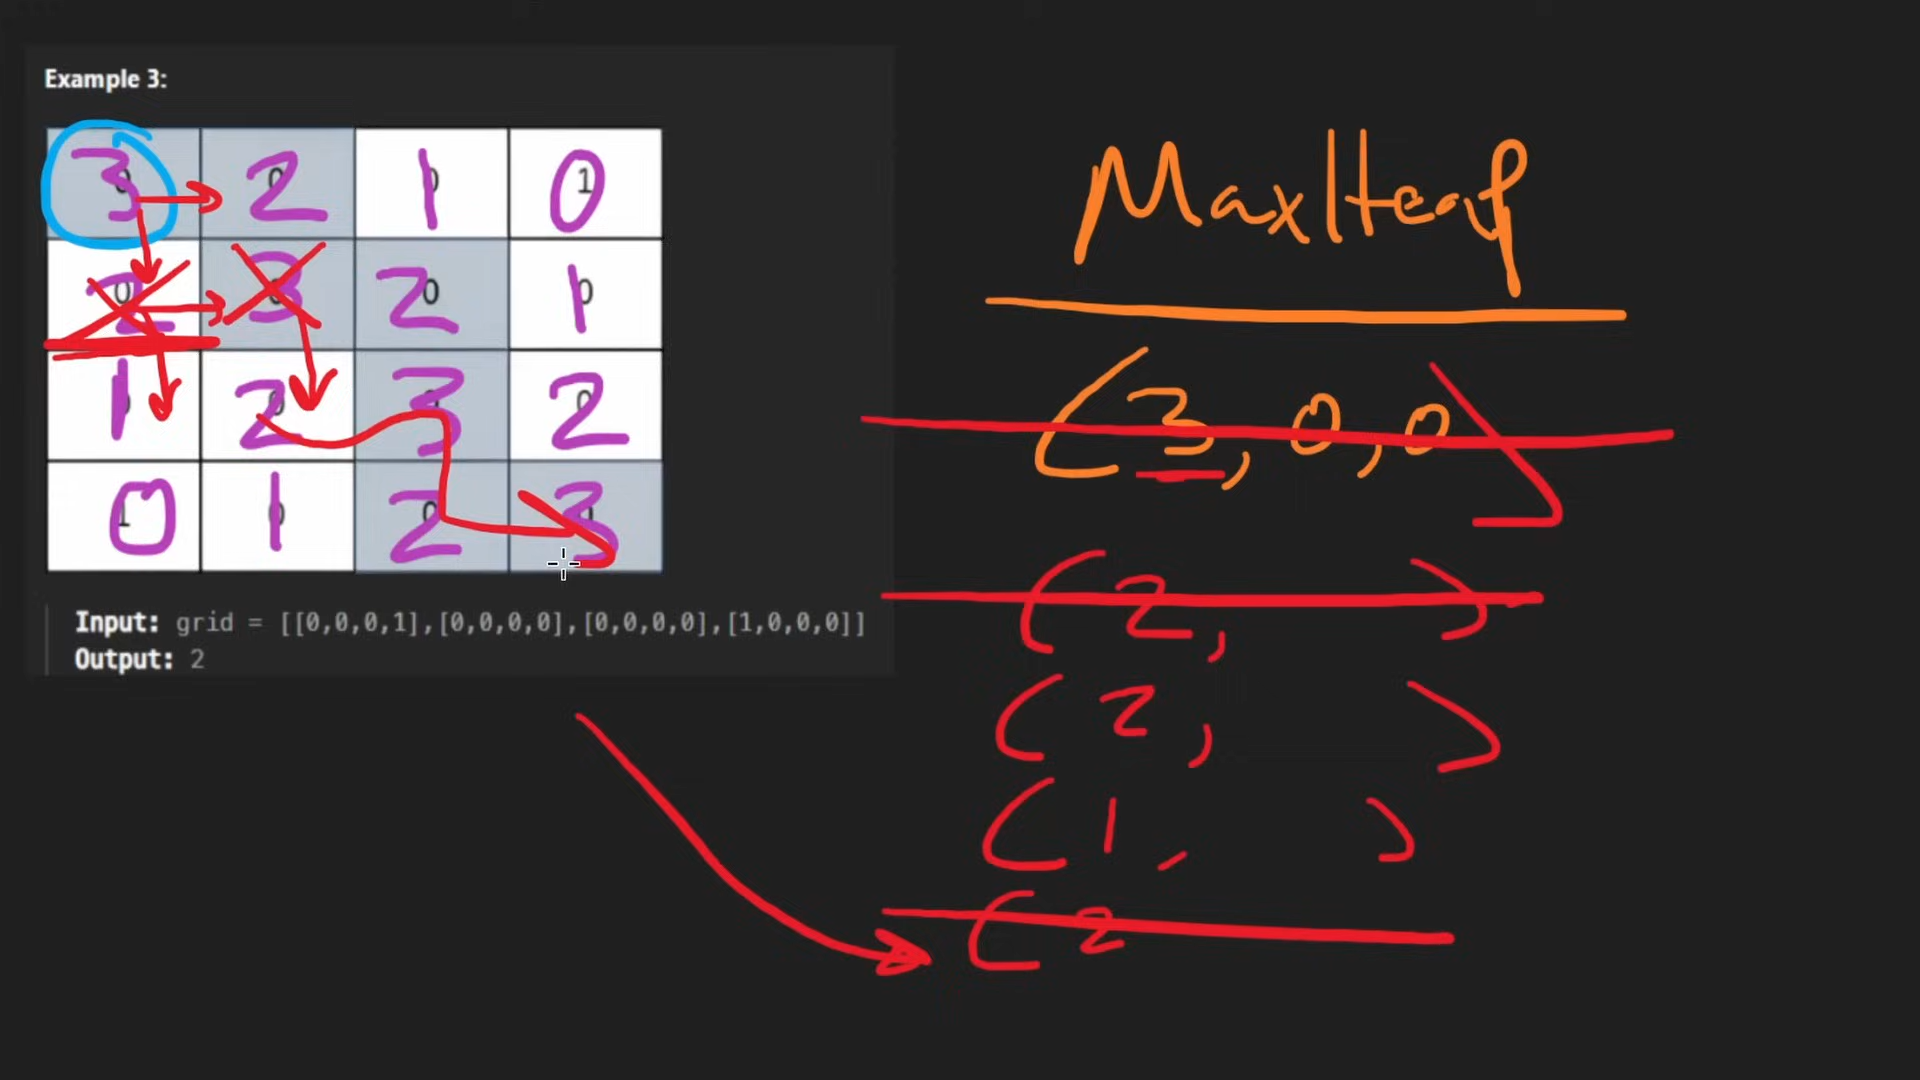 Example 3:
3 2 1 0
2 3 2 1
1 2 3 2
0 1 2 3
Input: grid = [[0,0,0,1],[0,0,0,0],[0,0,0,0],[1,0,0,0]]
Output: 2
MaxHeap
(3,0,0)
(2, )
(2, )
(1, )
(2